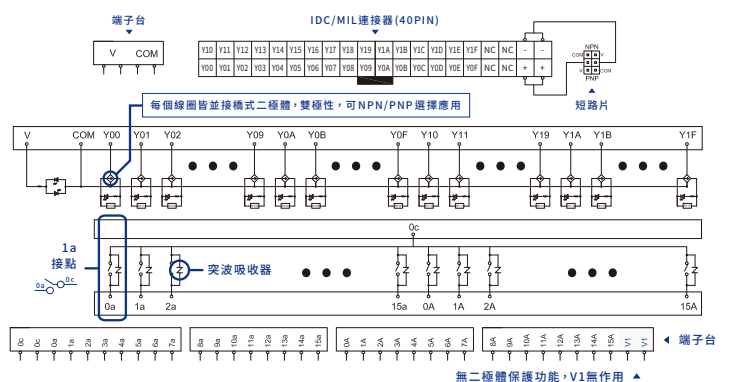 端子台
IDC/MIL連接器(40PIN)
V COM
Y10 Y11 Y12 Y13 Y14 Y15 Y16 Y17 Y18 Y19 Y1A Y1B Y1C Y1D Y1E Y1F NC NC - -
Y00 Y01 Y02 Y03 Y04 Y05 Y06 Y07 Y08 Y09 Y0A Y0B Y0C Y0D Y0E Y0F NC NC + +
NPN
COM V
V COM
PNP
短路片
每個線圈皆並接橋式二極體,雙極性,可NPN/PNP選擇應用
V COM Y00 Y01 Y02 Y09 Y0A Y0B Y0F Y10 Y11 Y19 Y1A Y1B Y1F
0c
1a
接點
0a 0c
突波吸收器
0a 1a 2a 15a 0A 1A 2A 15A
0c 0c 0a 1a 2a 3a 4a 5a 6a 7a
8a 9a 10a 11a 12a 13a 14a 15a
0A 1A 2A 3A 4A 5A 6A 7A
8A 9A 10A 11A 12A 13A 14A 15A V1 V1
端子台
無二極體保護功能,V1無作用